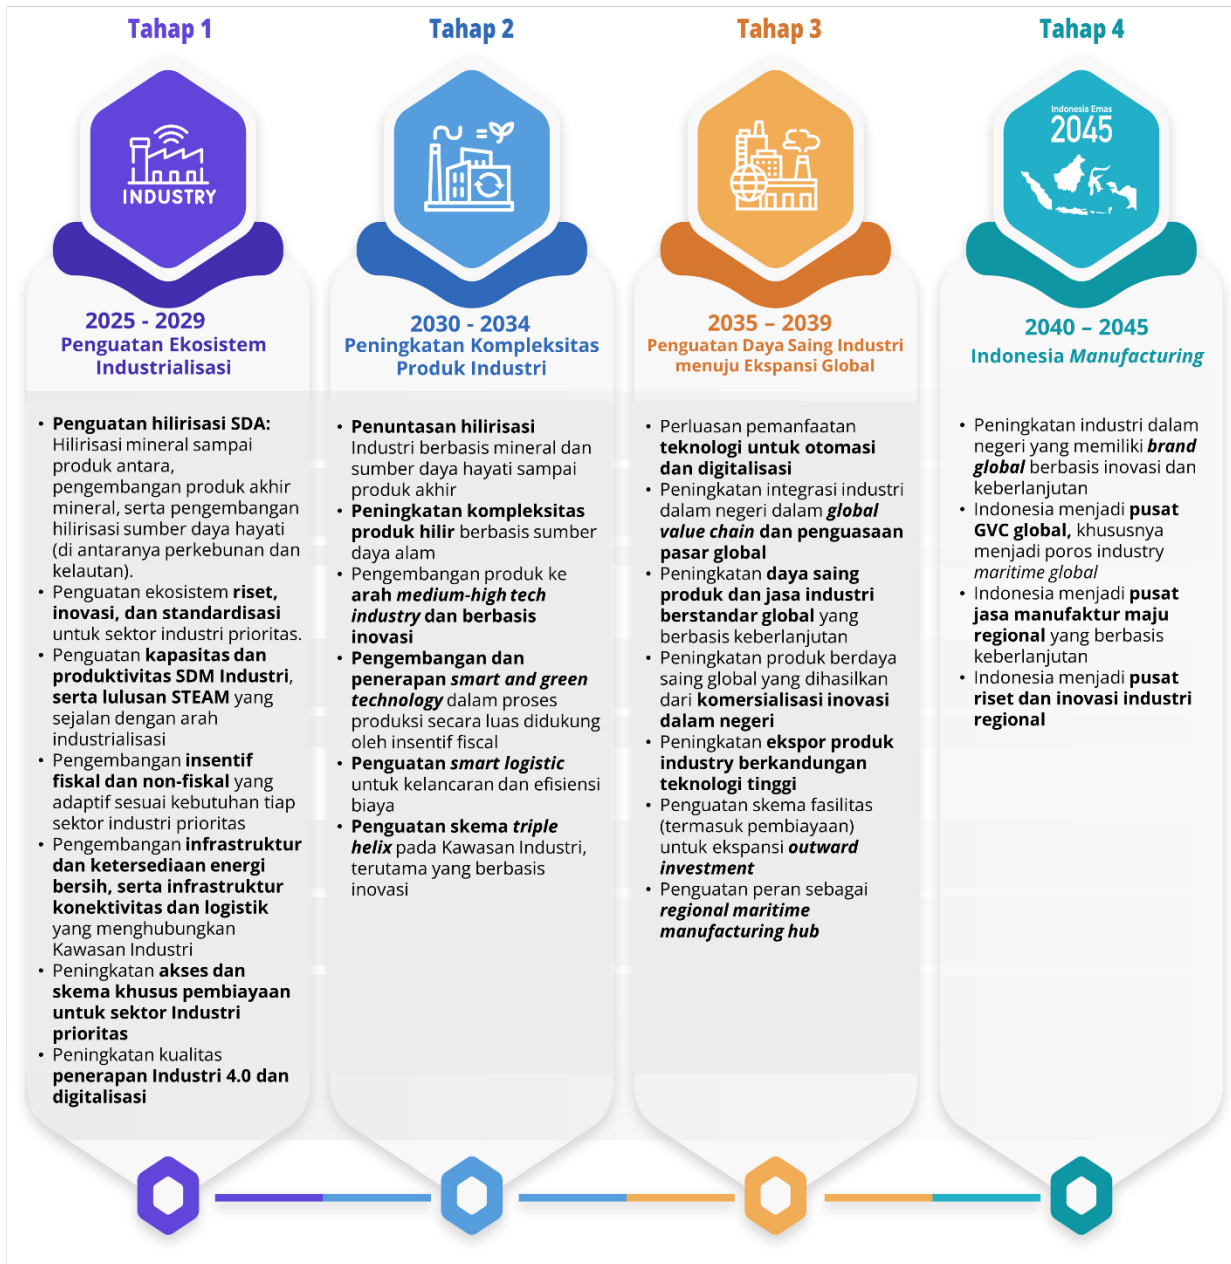 Tahap 1
INDUSTRY
2025 - 2029
Penguatan Ekosistem
Industrialisasi
• Penguatan hilirisasi SDA:
Hilirisasi mineral sampai
produk antara,
pengembangan produk akhir
mineral, serta pengembangan
hilirisasi sumber daya hayati
(di antaranya perkebunan dan
kelautan).
• Penguatan ekosistem riset,
inovasi, dan standardisasi
untuk sektor industri prioritas.
• Penguatan kapasitas dan
produktivitas SDM Industri,
serta lulusan STEAM yang
sejalan dengan arah
industrialisasi
• Pengembangan insentif
fiskal dan non-fiskal yang
adaptif sesuai kebutuhan tiap
sektor industri prioritas
• Pengembangan infrastruktur
dan ketersediaan energi
bersih, serta infrastruktur
konektivitas dan logistik
yang menghubungkan
Kawasan Industri
• Peningkatan akses dan
skema khusus pembiayaan
untuk sektor Industri
prioritas
• Peningkatan kualitas
penerapan Industri 4.0 dan
digitalisasi
Tahap 2
2030 - 2034
Peningkatan Kompleksitas
Produk Industri
• Penuntasan hilirisasi
Industri berbasis mineral dan
sumber daya hayati sampai
produk akhir
• Peningkatan kompleksitas
produk hilir berbasis sumber
daya alam
• Pengembangan produk ke
arah medium-high tech
industry dan berbasis
inovasi
• Pengembangan dan
penerapan smart and green
technology dalam proses
produksi secara luas didukung
oleh insentif fiscal
• Penguatan smart logistic
untuk kelancaran dan efisiensi
biaya
• Penguatan skema triple
helix pada Kawasan Industri,
terutama yang berbasis
inovasi
Tahap 3
2035 – 2039
Penguatan Daya Saing Industri
menuju Ekspansi Global
• Perluasan pemanfaatan
teknologi untuk otomasi
dan digitalisasi
• Peningkatan integrasi industri
dalam negeri dalam global
value chain dan penguasaan
pasar global
• Peningkatan daya saing
produk dan jasa industri
berstandar global yang
berbasis keberlanjutan
• Peningkatan produk berdaya
saing global yang dihasilkan
dari komersialisasi inovasi
dalam negeri
• Peningkatan ekspor produk
industry berkandungan
teknologi tinggi
• Penguatan skema fasilitas
(termasuk pembiayaan)
untuk ekspansi outward
investment
• Penguatan peran sebagai
regional maritime
manufacturing hub
Tahap 4
Indonesia Emas
2045
2040 – 2045
Indonesia Manufacturing
• Peningkatan industri dalam
negeri yang memiliki brand
global berbasis inovasi dan
keberlanjutan
• Indonesia menjadi pusat
GVC global, khususnya
menjadi poros industry
maritime global
• Indonesia menjadi pusat
jasa manufaktur maju
regional yang berbasis
keberlanjutan
• Indonesia menjadi pusat
riset dan inovasi industri
regional